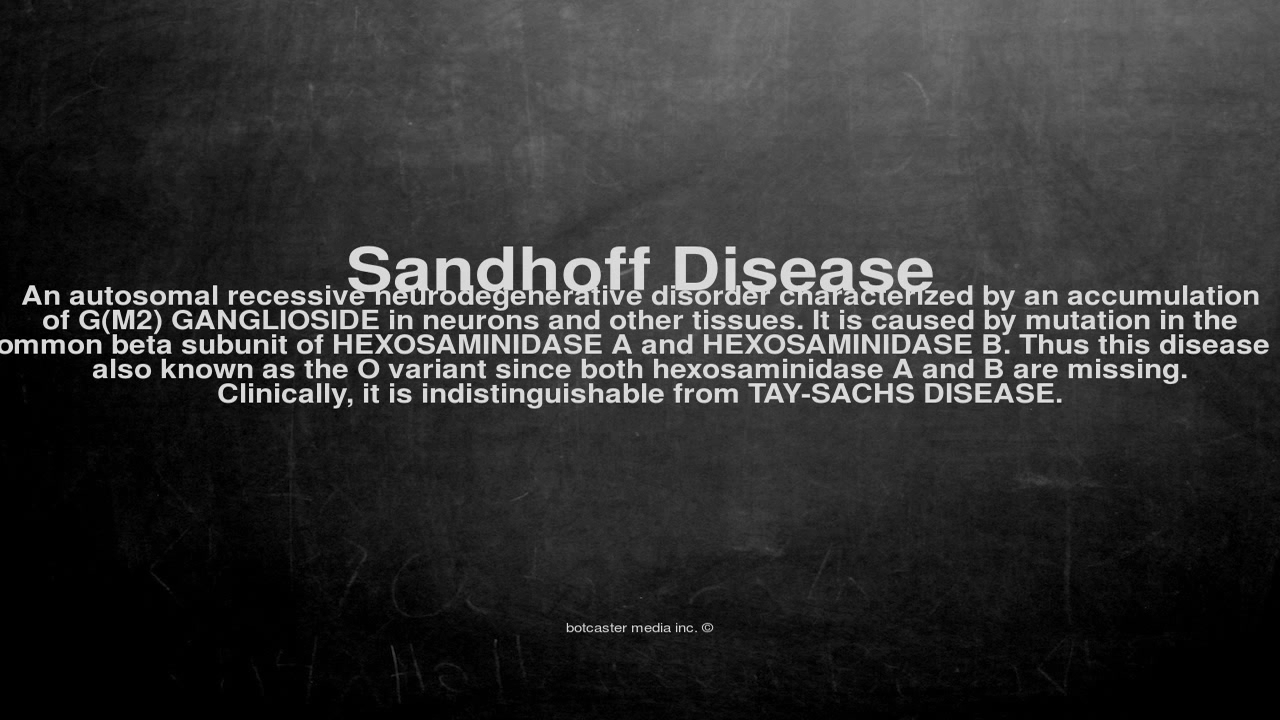 Sandhoff Disease
An autosomal recessive neurodegenerative disorder characterized by an accumulation
of G(M2) GANGLIOSIDE in neurons and other tissues. It is caused by mutation in the
ommon beta subunit of HEXOSAMINIDASE A and HEXOSAMINIDASE B. Thus this disease
also known as the O variant since both hexosaminidase A and B are missing.
Clinically, it is indistinguishable from TAY-SACHS DISEASE.
botcaster media inc. ©